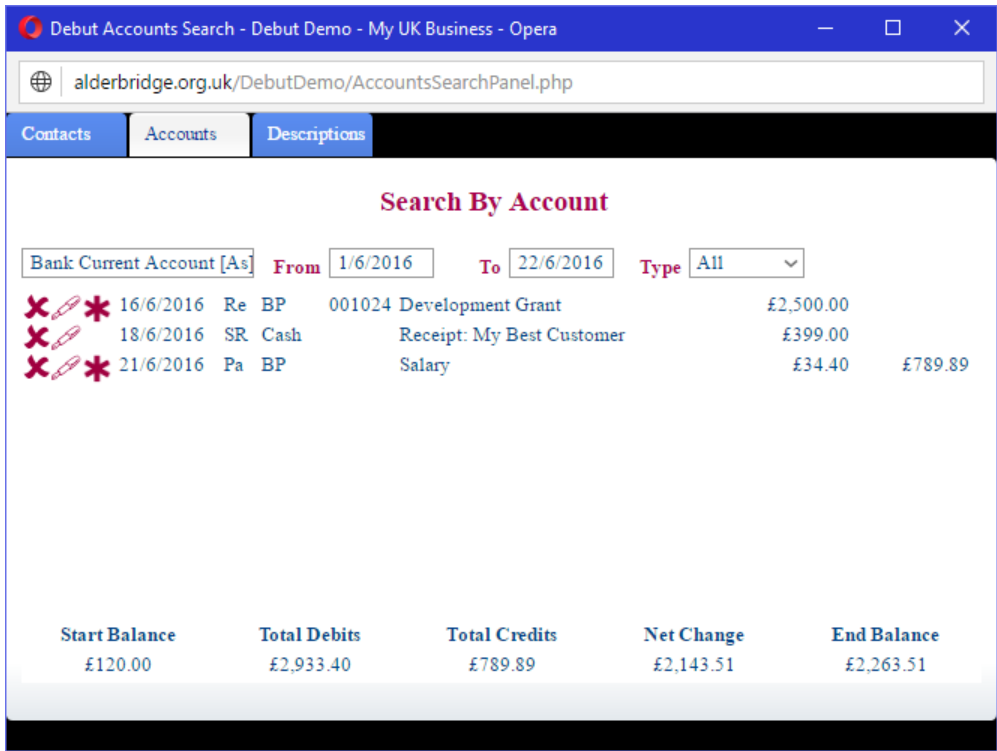 Debut Accounts Search - Debut Demo - My UK Business - Opera
alderbridge.org.uk/DebutDemo/AccountsSearchPanel.php
Contacts Accounts Descriptions
Search By Account
Bank Current Account [As] From 1/6/2016 To 22/6/2016 Type All
16/6/2016 Re BP 001024 Development Grant £2,500.00
18/6/2016 SR Cash Receipt: My Best Customer £399.00
21/6/2016 Pa BP Salary £34.40 £789.89
Start Balance Total Debits Total Credits Net Change End Balance
£120.00 £2,933.40 £789.89 £2,143.51 £2,263.51